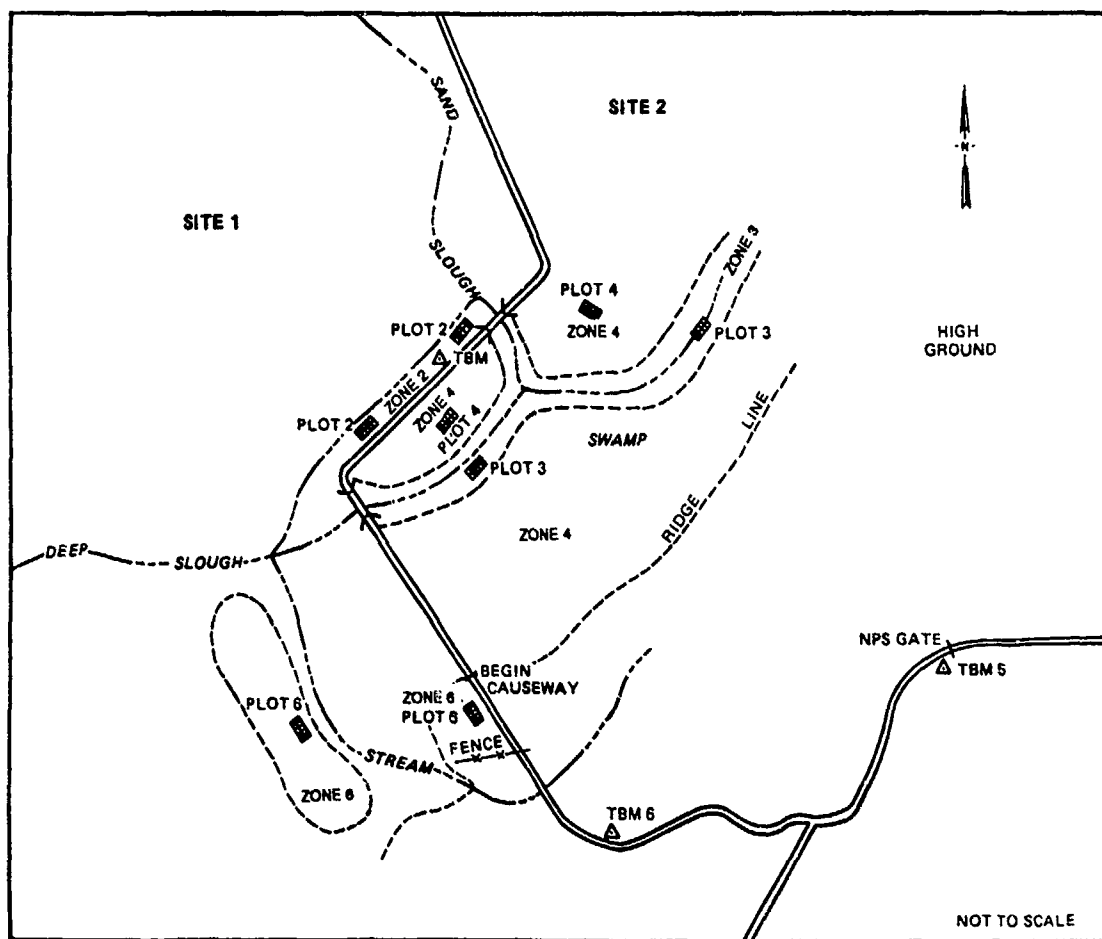 SAND
SITE 2
N
SITE 1
SLOUGH
ZONE 3
PLOT 4
PLOT 2
ZONE 4
PLOT 3
HIGH
GROUND
TBM
ZONE 2
ZONE 4
PLOT 4
PLOT 2
LINE
SWAMP
PLOT 3
RIDGE
ZONE 4
DEEP
SLOUGH
NPS GATE
TBM 5
BEGIN
CAUSEWAY
ZONE 6
PLOT 6
PLOT 6
FENCE
STREAM
ZONE 6
TBM 6
NOT TO SCALE